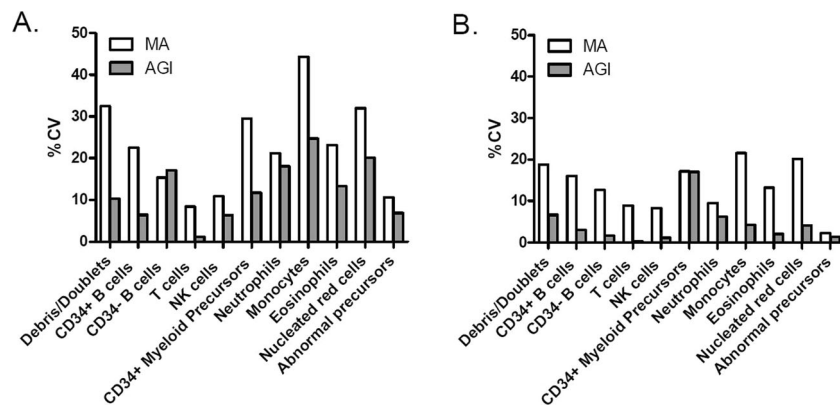 A.
50
40
30
20
10
0
%CV
MA
AGI
Debris/Doublets
CD34+ B cells
CD34- B cells
T cells
NK cells
CD34+ Myeloid Precursors
Neutrophils
Monocytes
Eosinophils
Nucleated red cells
Abnormal precursors
B.
50
40
30
20
10
0
%CV
MA
AGI
Debris/Doublets
CD34+ B cells
CD34- B cells
T cells
NK cells
CD34+ Myeloid Precursors
Neutrophils
Monocytes
Eosinophils
Nucleated red cells
Abnormal precursors